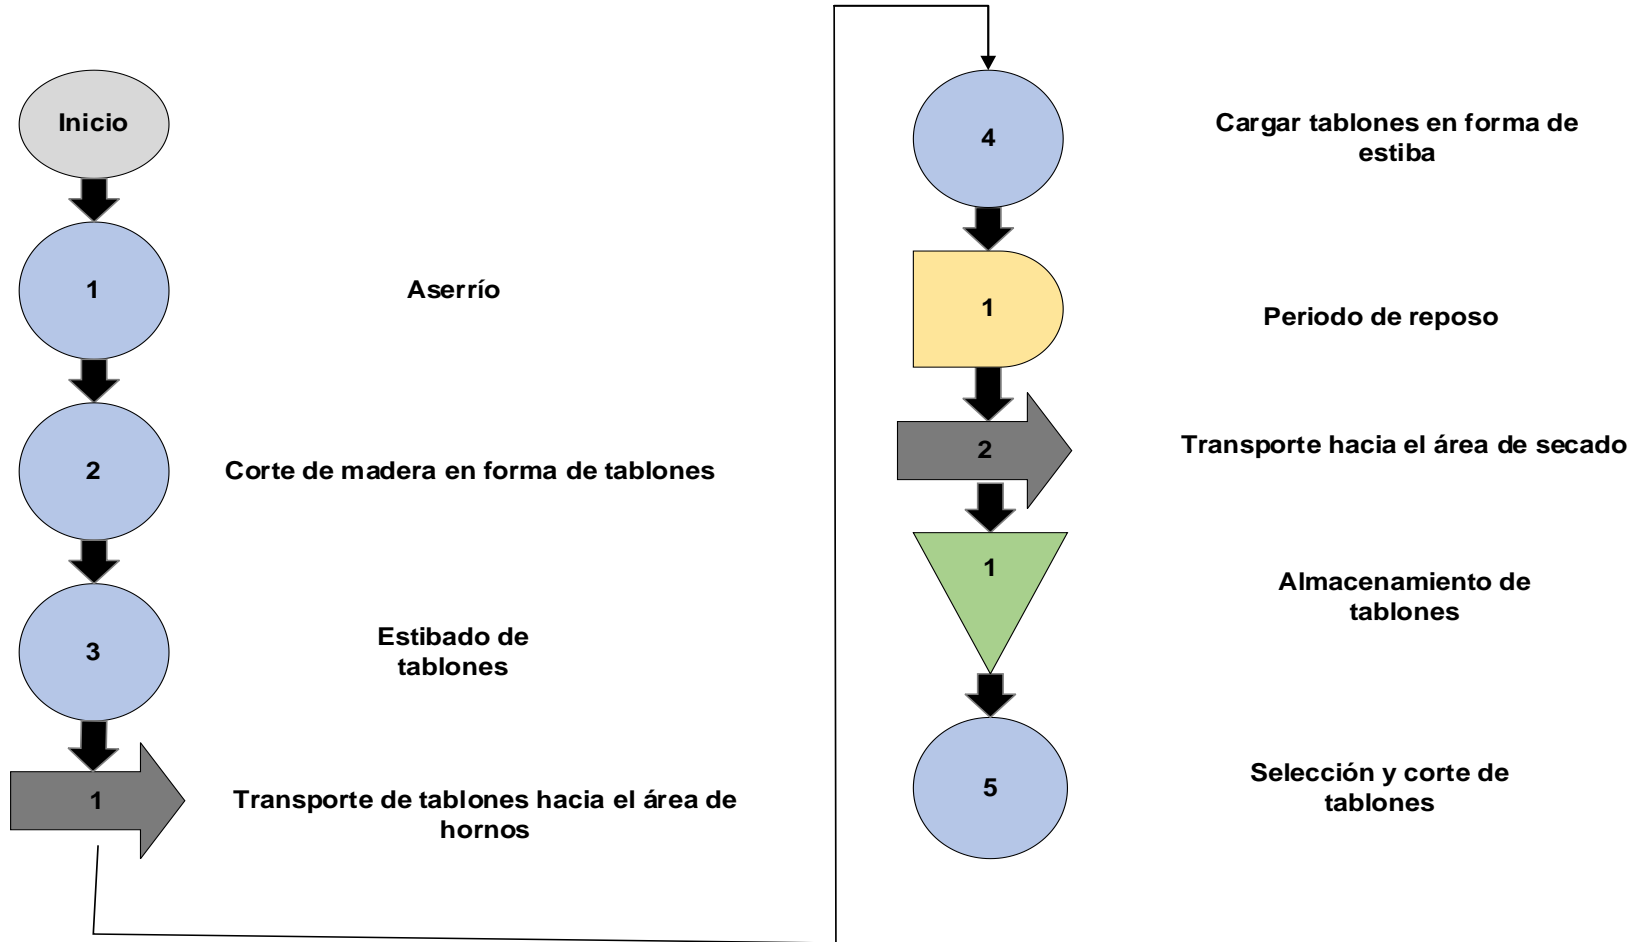 Inicio
1
Aserrío
2
Corte de madera en forma de tablones
3
Estibado de
tablones
1
Transporte de tablones hacia el área de
hornos
4
Cargar tablones en forma de
estiba
1
Periodo de reposo
2
Transporte hacia el área de secado
1
Almacenamiento de
tablones
5
Selección y corte de
tablones